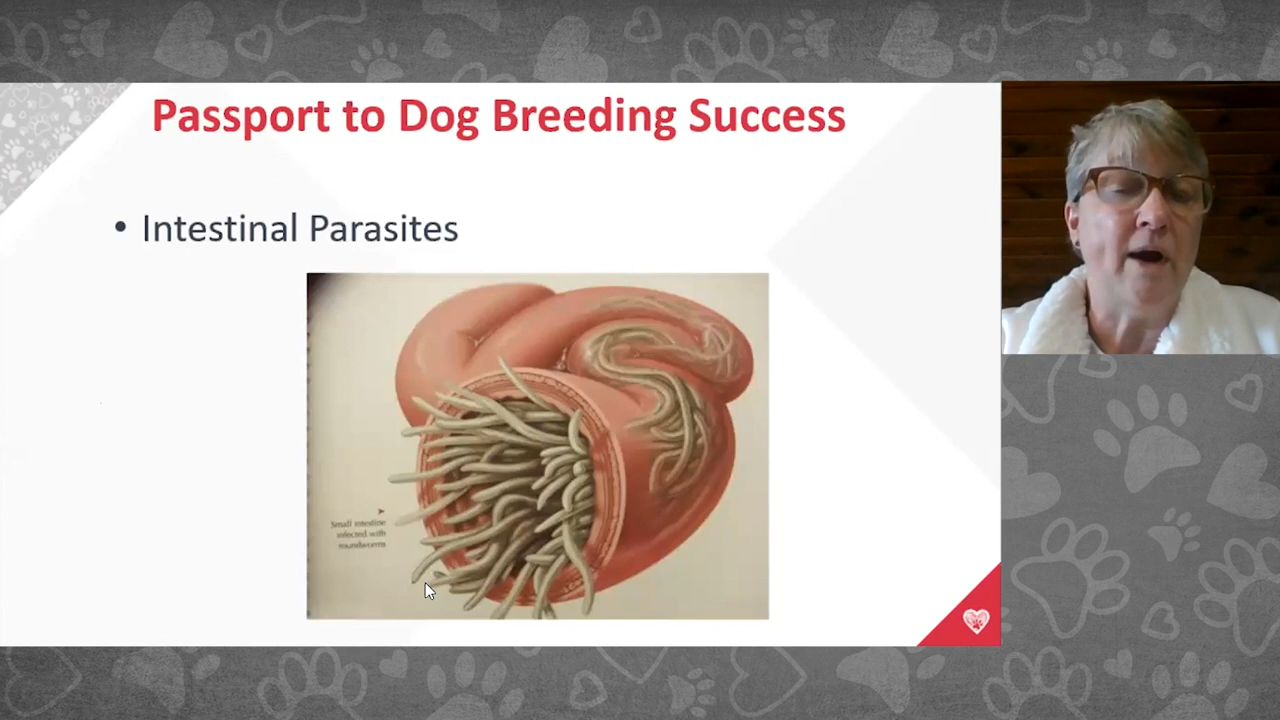 Passport to Dog Breeding Success
• Intestinal Parasites
Small intestine
infected with
roundworms